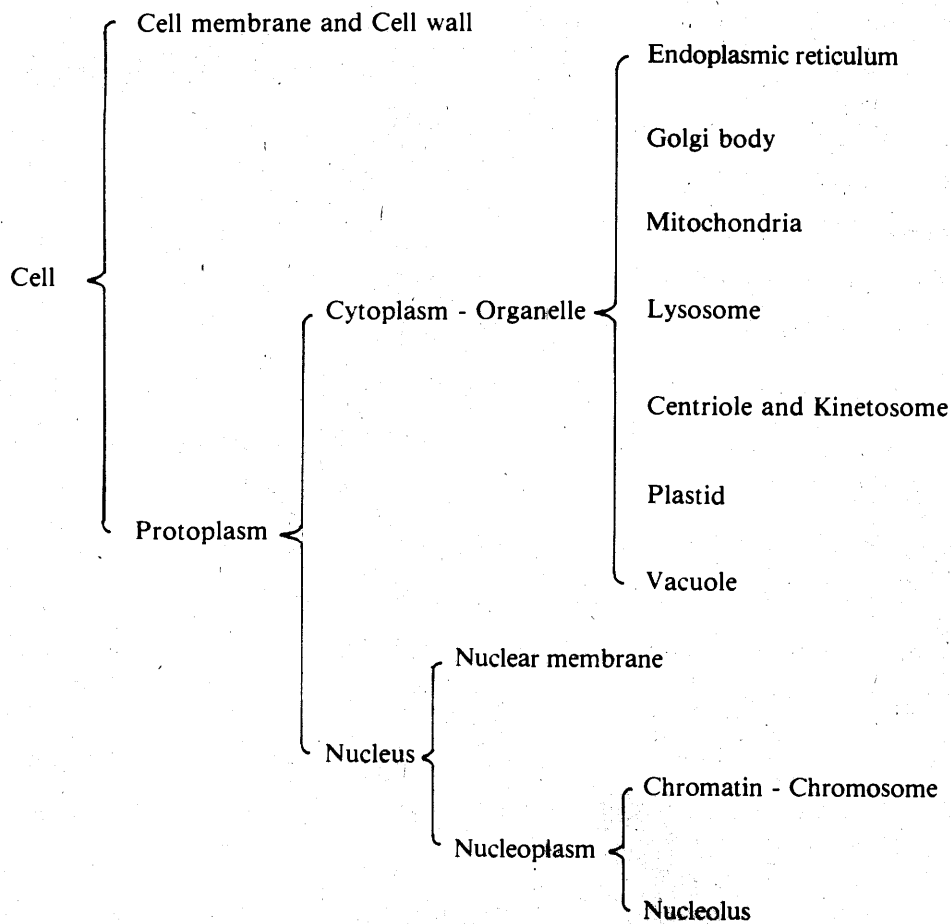 Cell membrane and Cell wall
Endoplasmic reticulum
Golgi body
Mitochondria
Cell
Cytoplasm - Organelle
Lysosome
Centriole and Kinetosome
Plastid
Protoplasm
Vacuole
Nuclear membrane
Nucleus
Chromatin - Chromosome
Nucleoplasm
Nucleolus